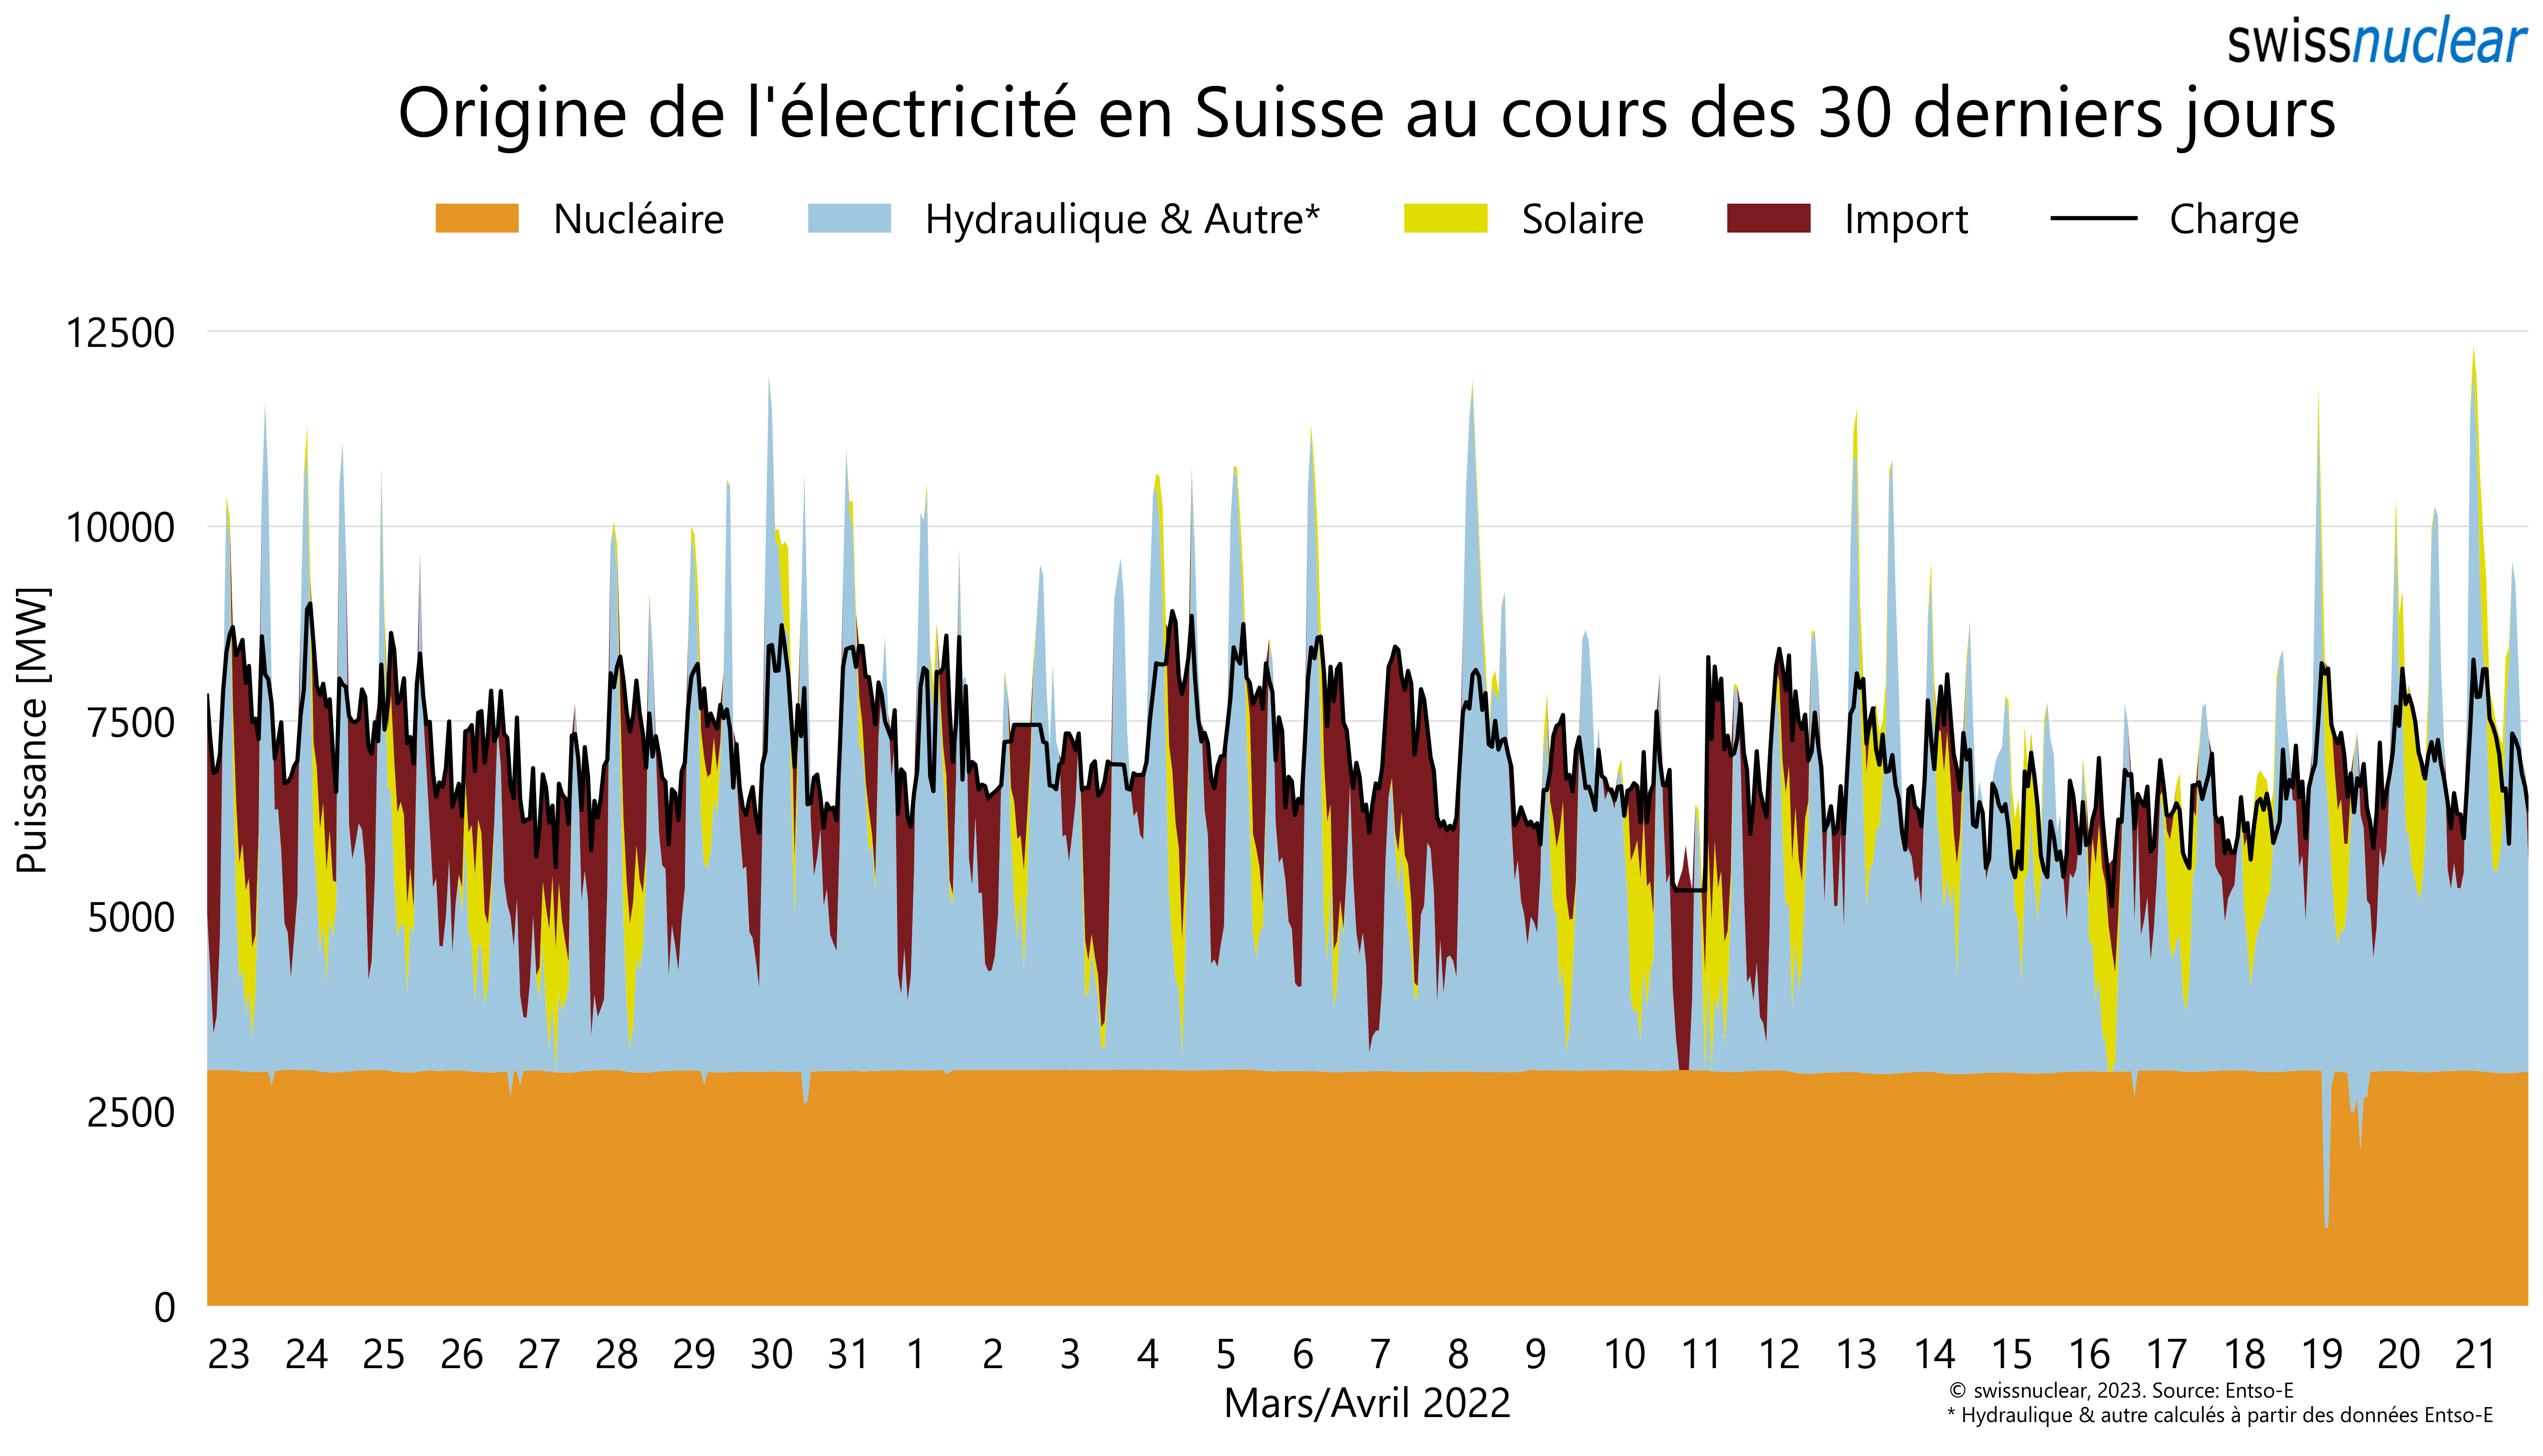 swissnuclear
Origine de l'électricité en Suisse au cours des 30 derniers jours
Nucléaire Hydraulique & Autre* Solaire Import Charge
Puissance [MW]
12500
10000
7500
5000
2500
0
23 24 25 26 27 28 29 30 31 1 2 3 4 5 6 7 8 9 10 11 12 13 14 15 16 17 18 19 20 21
Mars/Avril 2022
© swissnuclear, 2023. Source: Entso-E
* Hydraulique & autre calculés à partir des données Entso-E